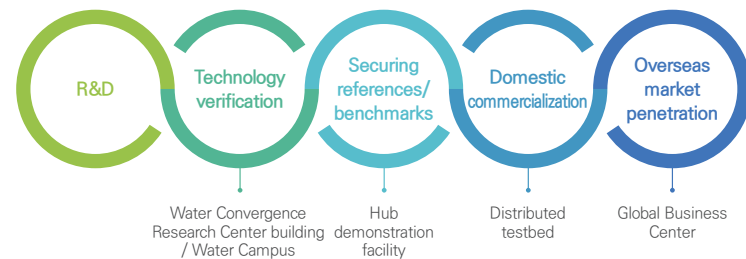 R&D
Technology
verification
Securing
references/
benchmarks
Domestic
commercialization
Overseas
market
penetration
Water Convergence
Research Center building
/ Water Campus
Hub
demonstration
facility
Distributed
testbed
Global Business
Center